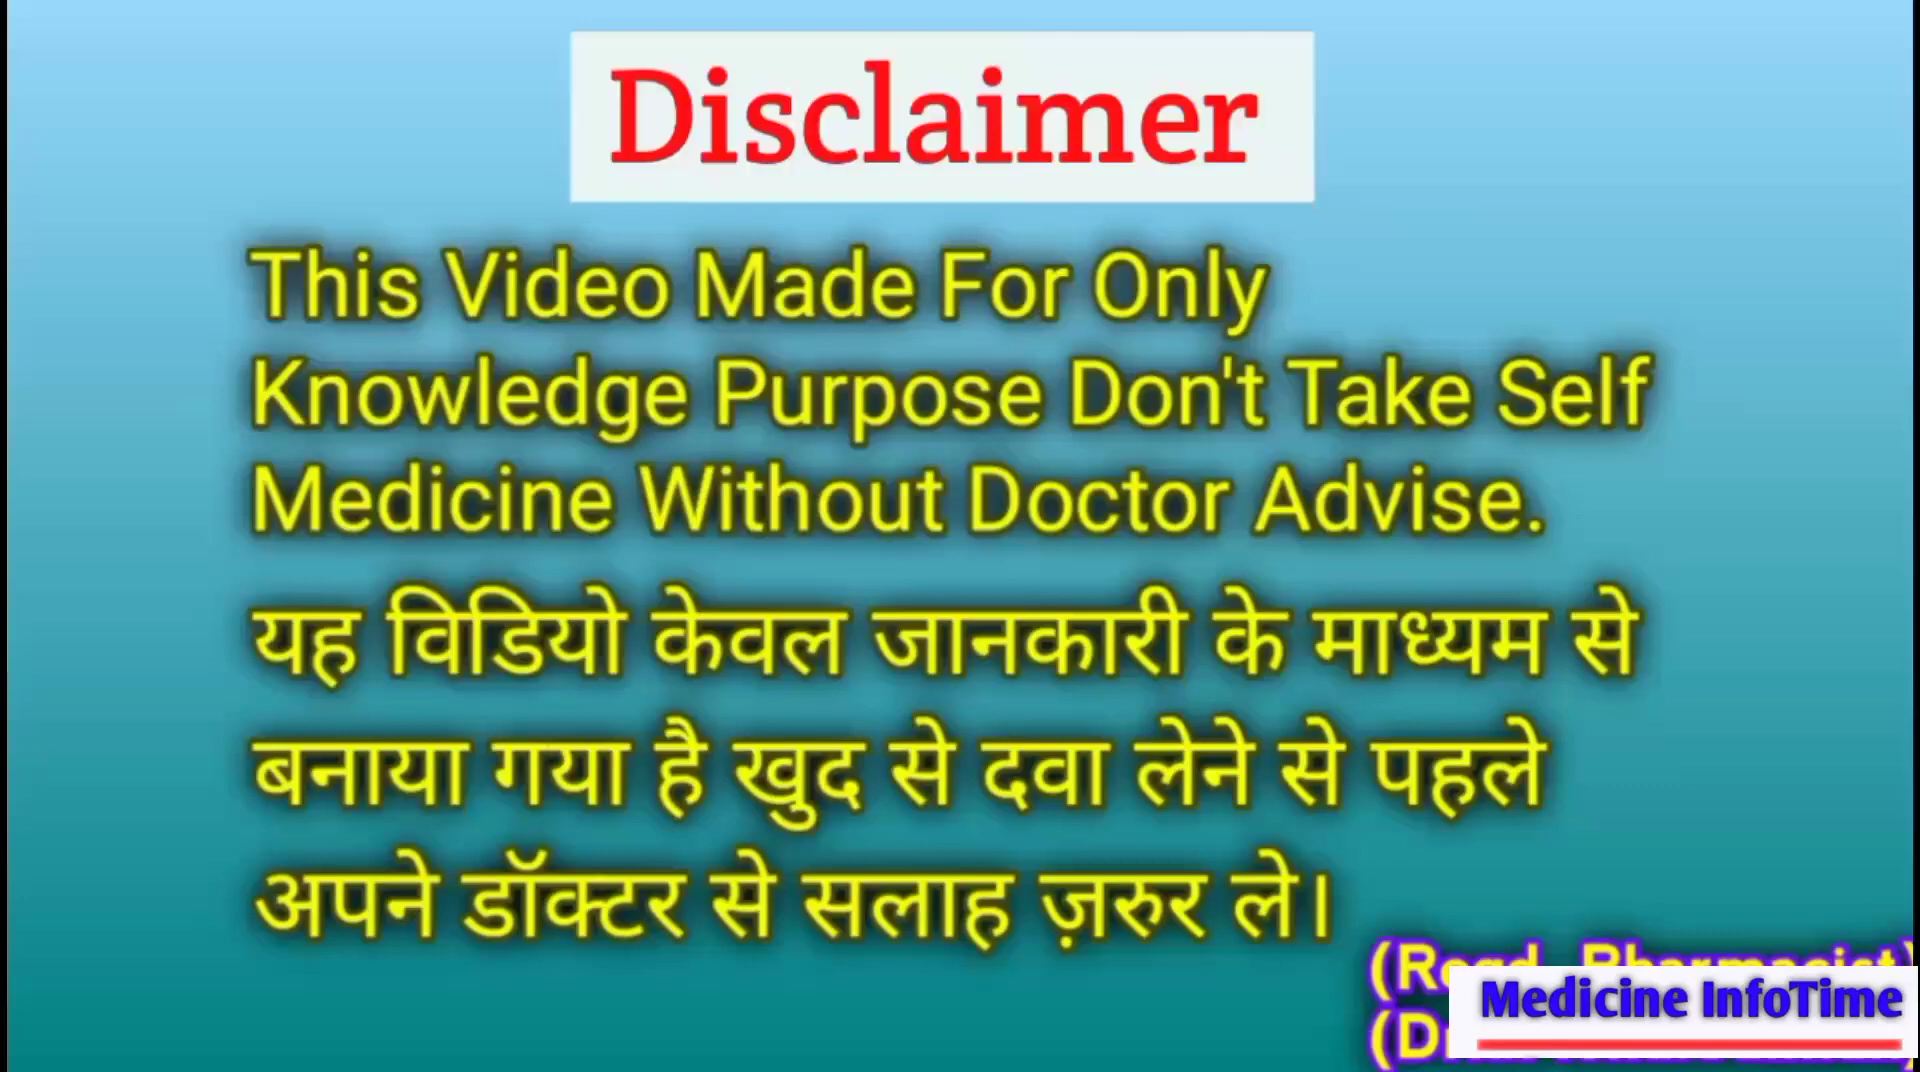 Disclaimer
This Video Made For Only
Knowledge Purpose Don't Take Self
Medicine Without Doctor Advise.
यह विडियो केवल जानकारी के माध्यम से
बनाया गया है खुद से दवा लेने से पहले
अपने डॉक्टर से सलाह ज़रुर ले।
Medicine InfoTime